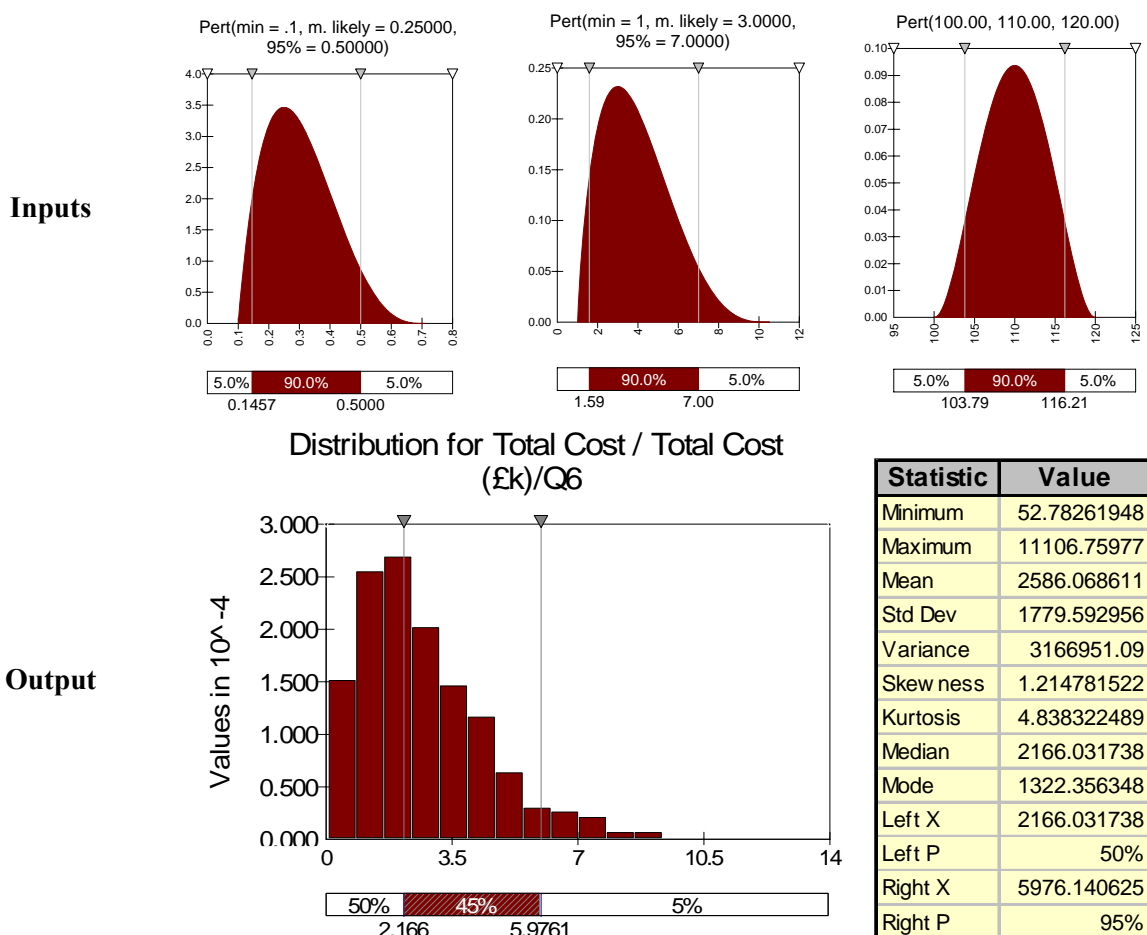 Pert(min = .1, m. likely = 0.25000,
95% = 0.50000)
4.0
3.5
3.0
2.5
2.0
1.5
1.0
0.5
0.0
0.0
0.1
0.2
0.3
0.4
0.5
0.6
0.7
0.8
5.0% 90.0% 5.0%
0.1457 0.5000
Pert(min = 1, m. likely = 3.0000,
95% = 7.0000)
0.25
0.20
0.15
0.10
0.05
0.00
0
2
4
6
8
10
12
90.0% 5.0%
1.59 7.00
Pert(100.00, 110.00, 120.00)
0.10
0.09
0.08
0.07
0.06
0.05
0.04
0.03
0.02
0.01
0.00
95
100
105
110
115
120
125
5.0% 90.0% 5.0%
103.79 116.21
Inputs
Distribution for Total Cost / Total Cost
(£k)/Q6
Values in 10^ -4
3.000
2.500
2.000
1.500
1.000
0.500
0.000
0 3.5 7 10.5 14
50% 45% 5%
2.166 5.9761
Output
Statistic Value
Minimum 52.78261948
Maximum 11106.75977
Mean 2586.068611
Std Dev 1779.592956
Variance 3166951.09
Skew ness 1.214781522
Kurtosis 4.838322489
Median 2166.031738
Mode 1322.356348
Left X 2166.031738
Left P 50%
Right X 5976.140625
Right P 95%